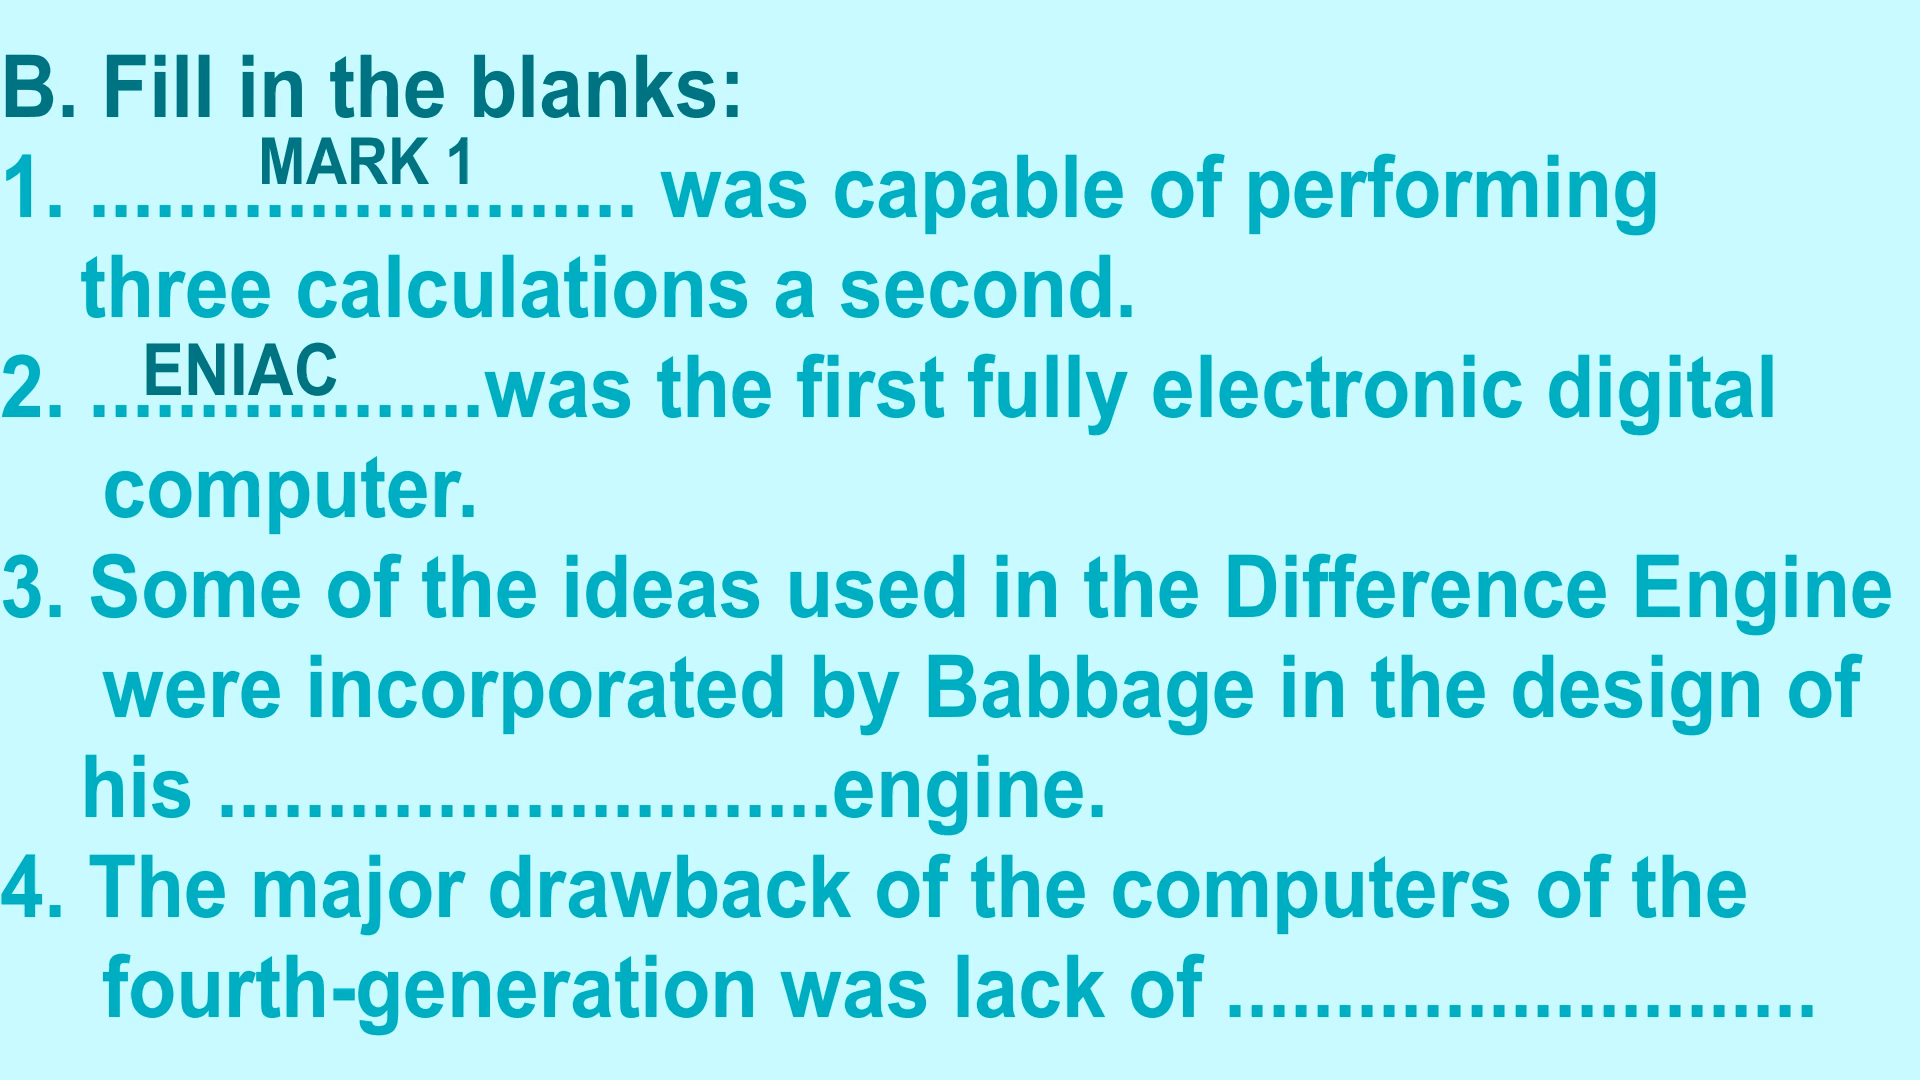 B. Fill in the blanks:
MARK 1
1. ......................... was capable of performing
three calculations a second.
ENIAC
2. ..................was the first fully electronic digital
computer.
3. Some of the ideas used in the Difference Engine
were incorporated by Babbage in the design of
his ............................engine.
4. The major drawback of the computers of the
fourth-generation was lack of ...........................